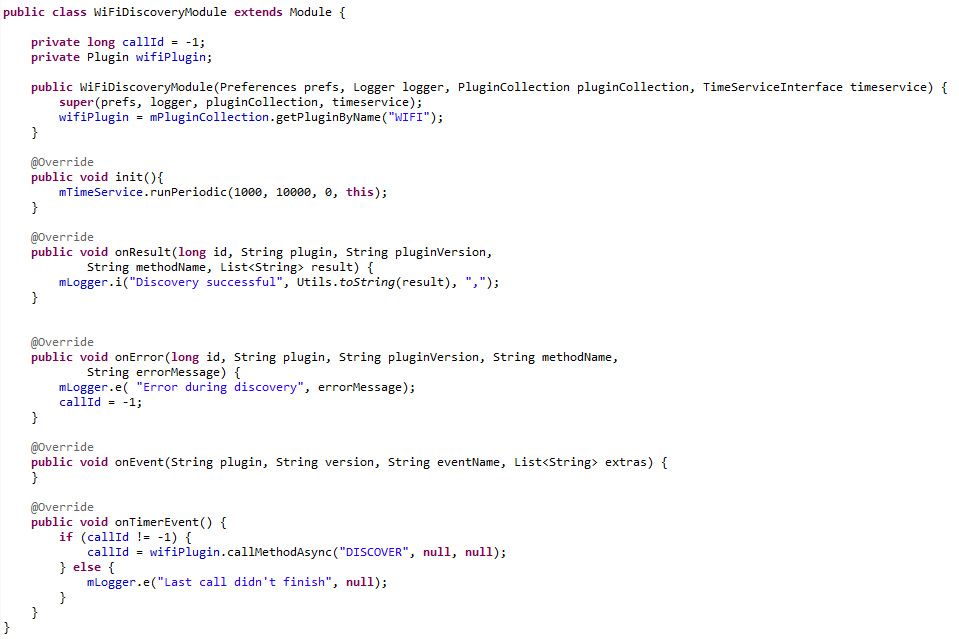 public class WiFiDiscoveryModule extends Module {
private long callId = -1;
private Plugin wifiPlugin;
public WiFiDiscoveryModule(Preferences prefs, Logger logger, PluginCollection pluginCollection, TimeServiceInterface timeservice) {
super(prefs, logger, pluginCollection, timeservice);
wifiPlugin = mPluginCollection.getPluginByName("WIFI");
}
@Override
public void init(){
mTimeService.runPeriodic(1000, 10000, 0, this);
}
@Override
public void onResult(long id, String plugin, String pluginVersion,
String methodName, List<String> result) {
mLogger.i("Discovery successful", Utils.toString(result), ",");
}
@Override
public void onError(long id, String plugin, String pluginVersion, String methodName,
String errorMessage) {
mLogger.e( "Error during discovery", errorMessage);
callId = -1;
}
@Override
public void onEvent(String plugin, String version, String eventName, List<String> extras) {
}
@Override
public void onTimerEvent() {
if (callId != -1) {
callId = wifiPlugin.callMethodAsync("DISCOVER", null, null);
} else {
mLogger.e("Last call didn't finish", null);
}
}
}